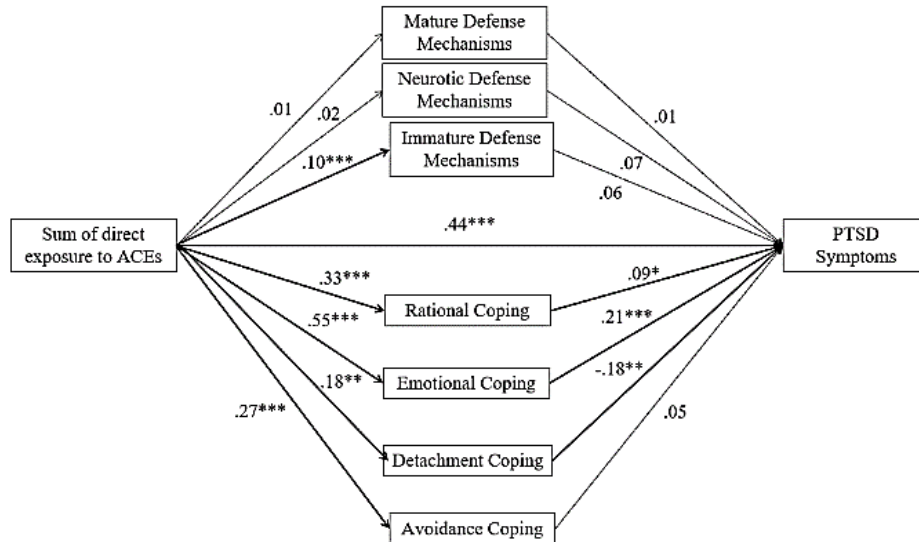 Mature Defense
Mechanisms
Neurotic Defense
Mechanisms
.01
.02
.01
Immature Defense
Mechanisms
.10***
.07
.06
Sum of direct
exposure to ACEs
.44***
PTSD
Symptoms
.33***
Rational Coping
.09*
.55***
.21***
Emotional Coping
.18**
-.18**
.27***
.05
Detachment Coping
Avoidance Coping